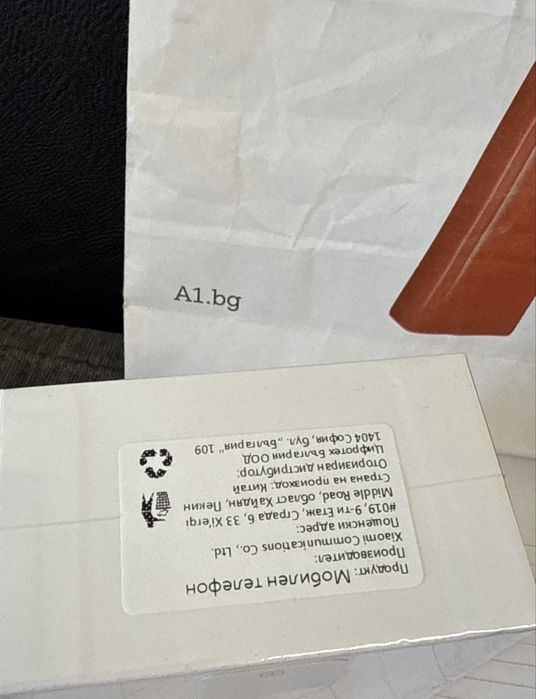 A1.bg
Продукт: Мобилен телефон
Производител:
Xiaomi Communications Co., Ltd.
Пощенски адрес:
#019, 9-ти Етаж, Страда 6, 33 Xi'erqi
Middle Road, област Хайдян, Пекин
Страна на произход: Китай
Оторизиран дистрибутор:
Цифротех България ООД
1404 София, бул. „България" 109